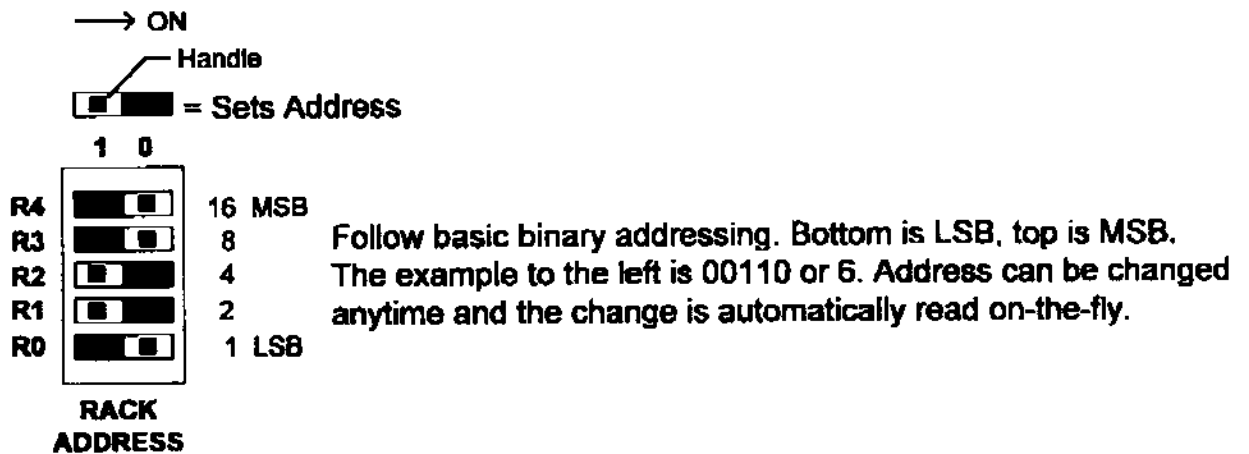 → ON
Handle
= Sets Address
1 0
R4 16 MSB
R3 8
R2 4
R1 2
R0 1 LSB
Follow basic binary addressing. Bottom is LSB, top is MSB.
The example to the left is 00110 or 6. Address can be changed
anytime and the change is automatically read on-the-fly.
RACK
ADDRESS